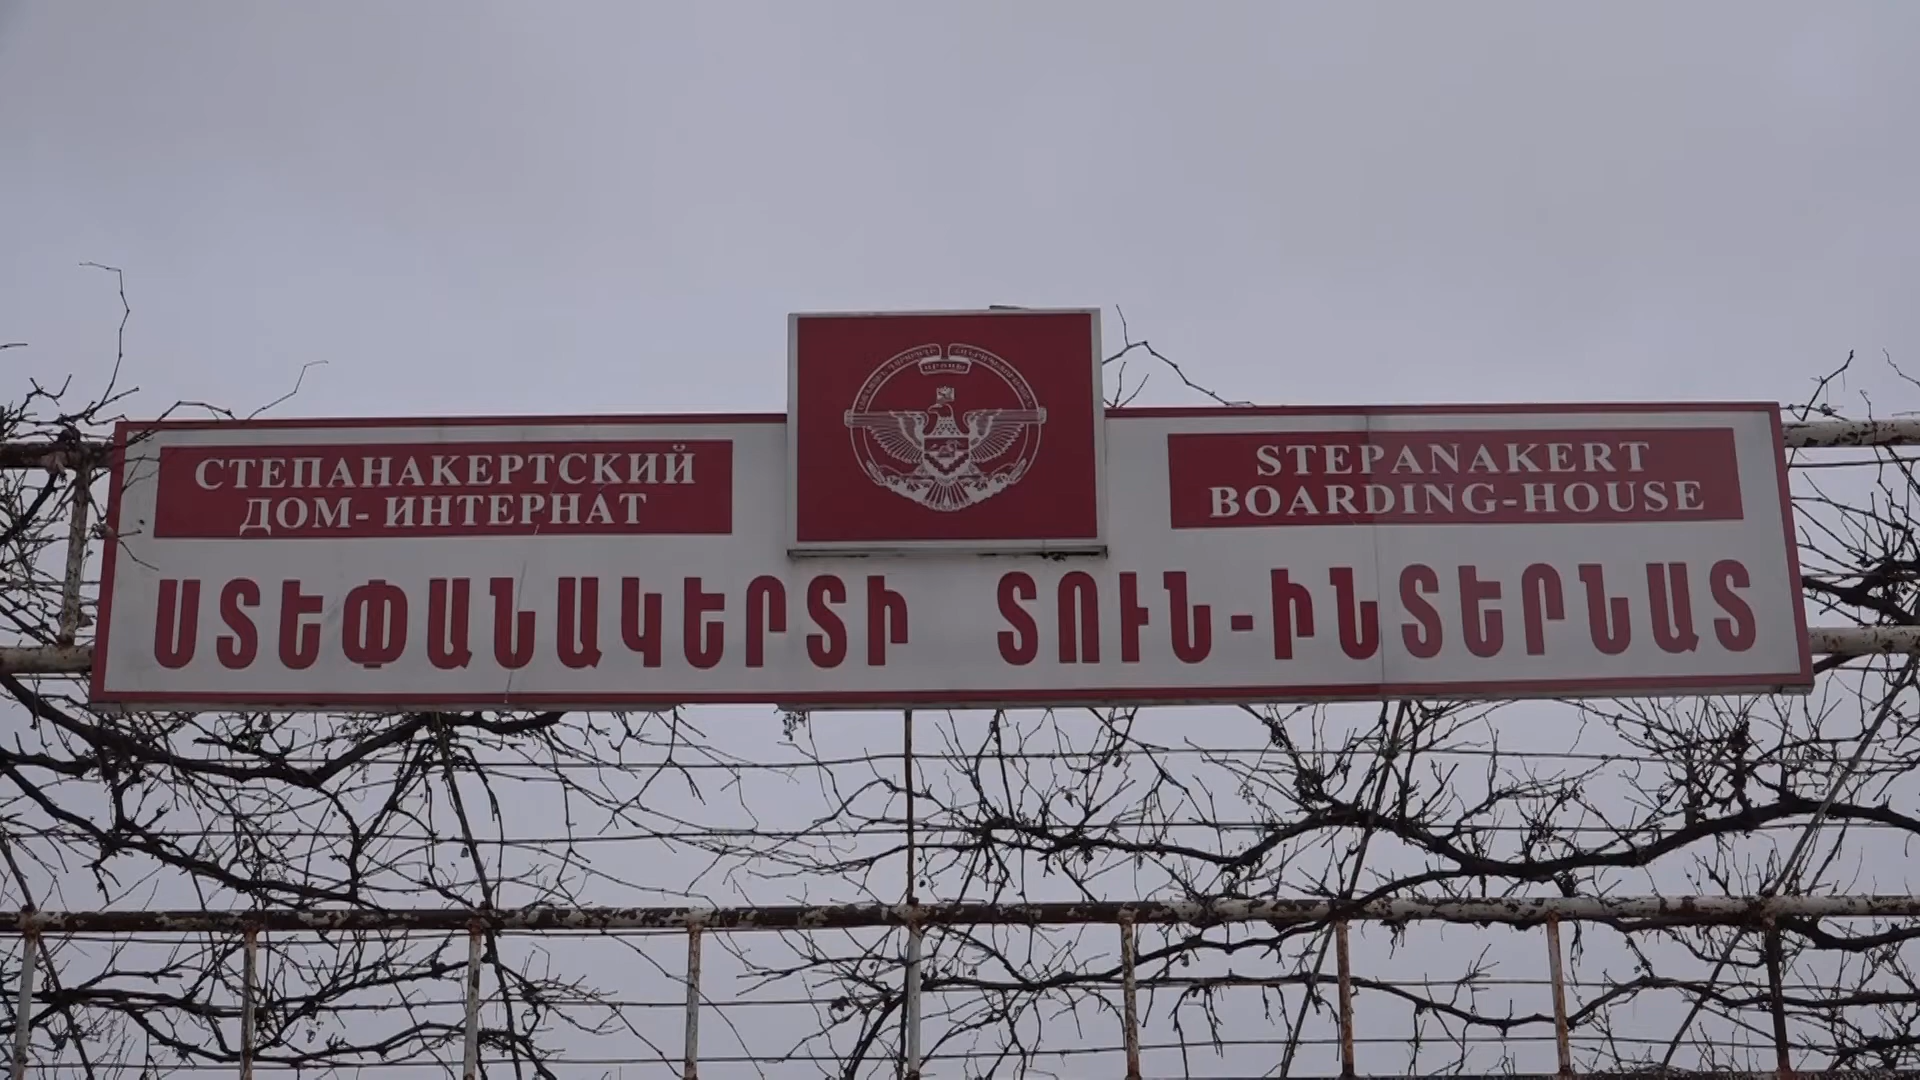 СТЕПАНАКЕРТСКИЙ
ДОМ- ИНТЕРНАТ
STEPANAKERT
BOARDING-HOUSE
ՍՏԵՓԱՆԱԿԵՐՏԻ ՏՈՒՆ-ԻՆՏԵՐՆԱՏ